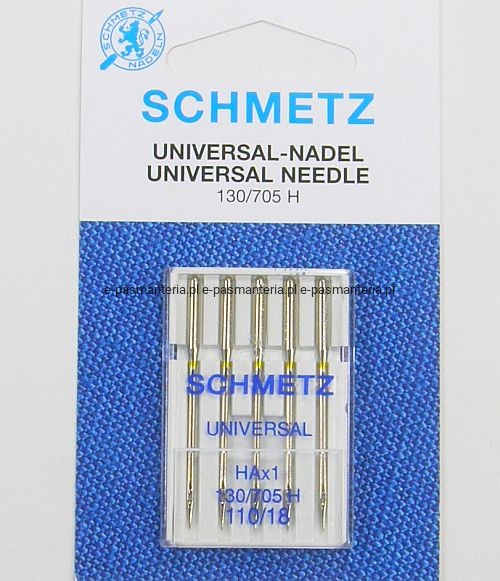 SCHMETZ
NADELN
SCHMETZ
UNIVERSAL-NADEL
UNIVERSAL NEEDLE
130/705 H
e-pasmanteria.pl e-pasmanteria.pl e-pasmanteria.pl
SCHMETZ
UNIVERSAL
HAx1
130/705 H
110/18